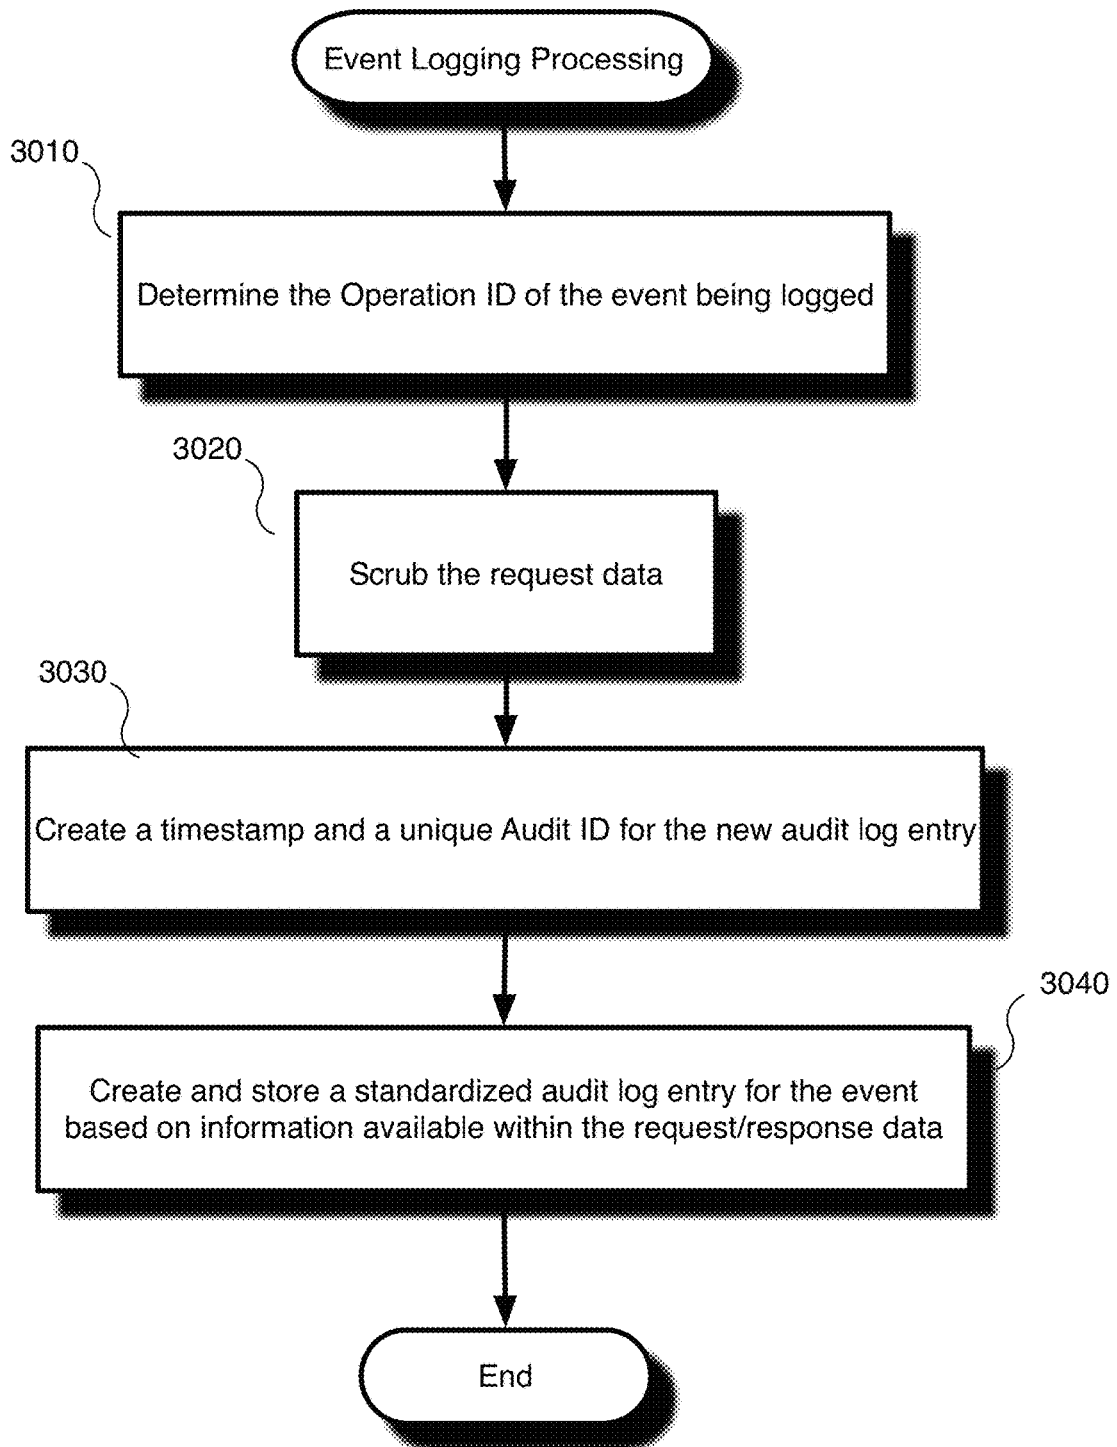 Event Logging Processing
3010
Determine the Operation ID of the event being logged
3020
Scrub the request data
3030
Create a timestamp and a unique Audit ID for the new audit log entry
3040
Create and store a standardized audit log entry for the event
based on information available within the request/response data
End